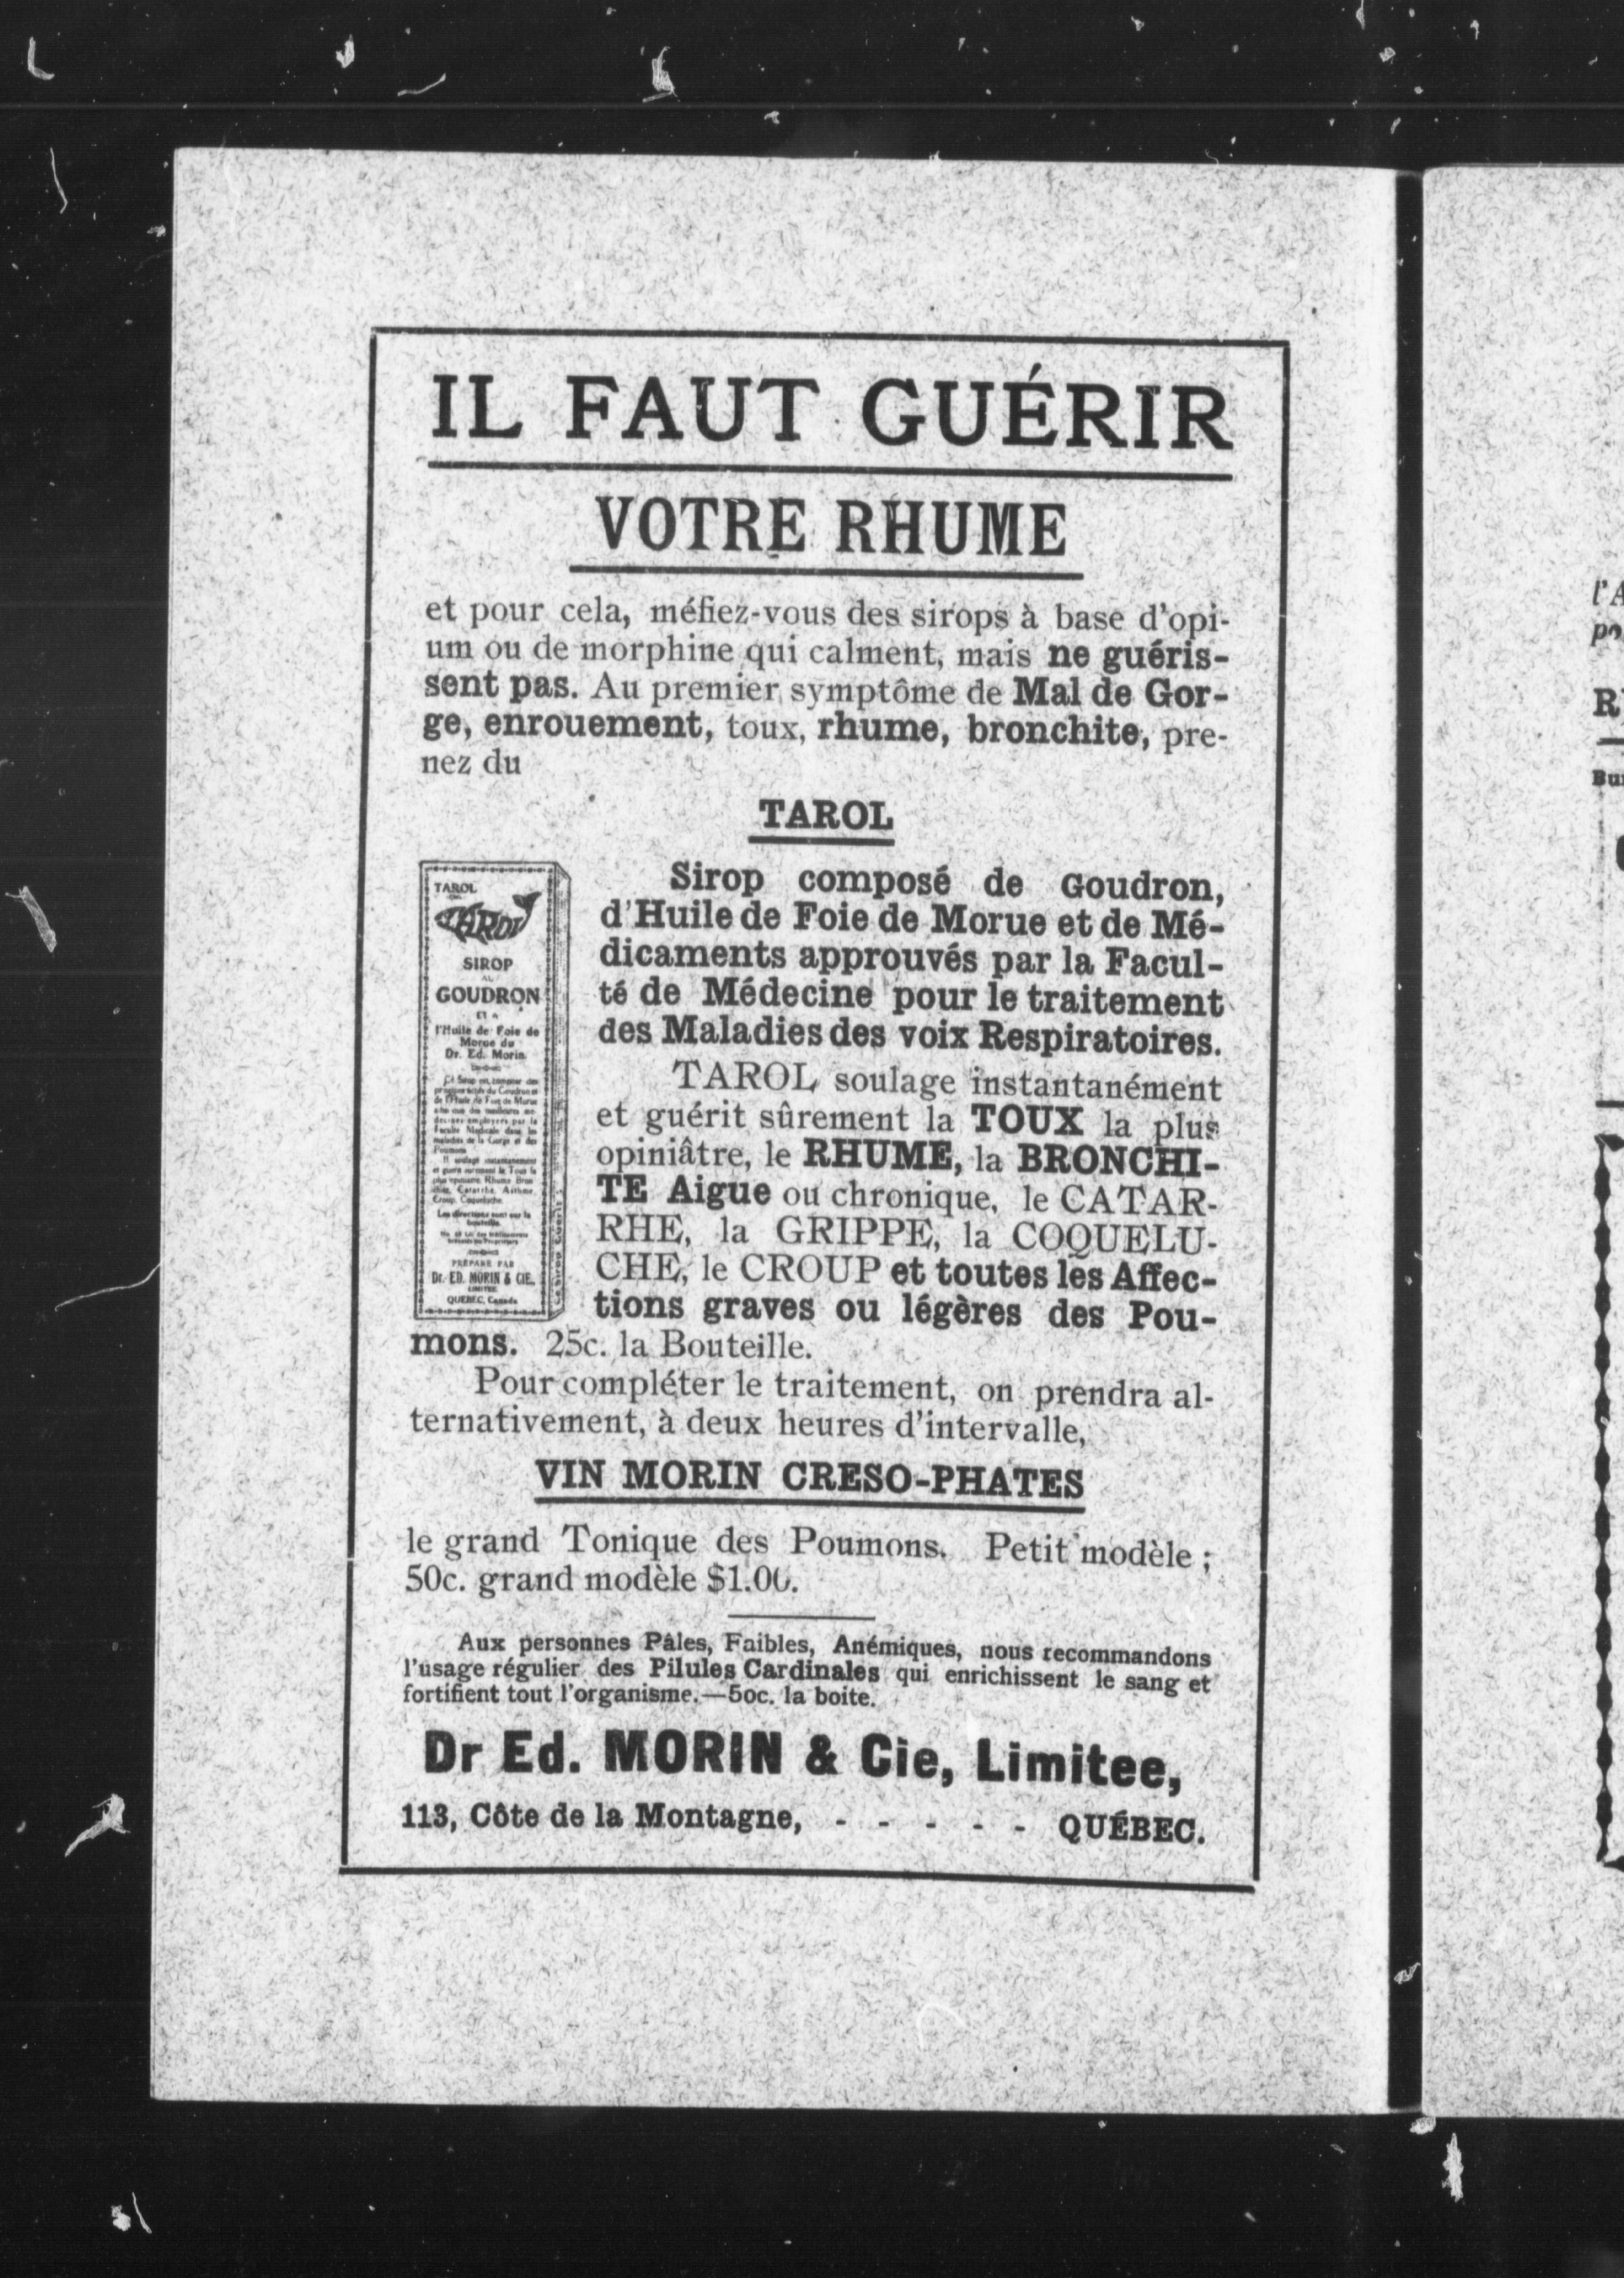 IL FAUT GUÉRIR
VOTRE RHUME
et pour cela, méfiez-vous des sirops à base d'opi-
um ou de morphine qui calment, mais ne guéris-
sent pas. Au premier symptôme de Mal de Gor-
ge, enrouement, toux, rhume, bronchite, pre-
nez du
TAROL
TAROL
SIROP
GOUDRON
l'Huile de Foie de
Morue du
Dr. Ed. Morin
PRÉPARÉ PAR
Dr. ED. MORIN & CIE,
LIMITEE
QUEBEC, Canada
Sirop composé de Goudron,
d'Huile de Foie de Morue et de Mé-
dicaments approuvés par la Facul-
té de Médecine pour le traitement
des Maladies des voix Respiratoires.
TAROL soulage instantanément
et guérit sûrement la TOUX la plus
opiniâtre, le RHUME, la BRONCHI-
TE Aigue ou chronique, le CATAR-
RHE, la GRIPPE, la COQUELU-
CHE, le CROUP et toutes les Affec-
tions graves ou légères des Pou-
mons. 25c. la Bouteille.
Pour compléter le traitement, on prendra al-
ternativement, à deux heures d'intervalle,
VIN MORIN CRESO-PHATES
le grand Tonique des Poumons. Petit modèle ;
50c. grand modèle $1.00.
Aux personnes Pâles, Faibles, Anémiques, nous recommandons
l'usage régulier des Pilules Cardinales qui enrichissent le sang et
fortifient tout l'organisme.—50c. la boite.
Dr Ed. MORIN & Cie, Limitee,
113, Côte de la Montagne, - - - - - QUÉBEC.